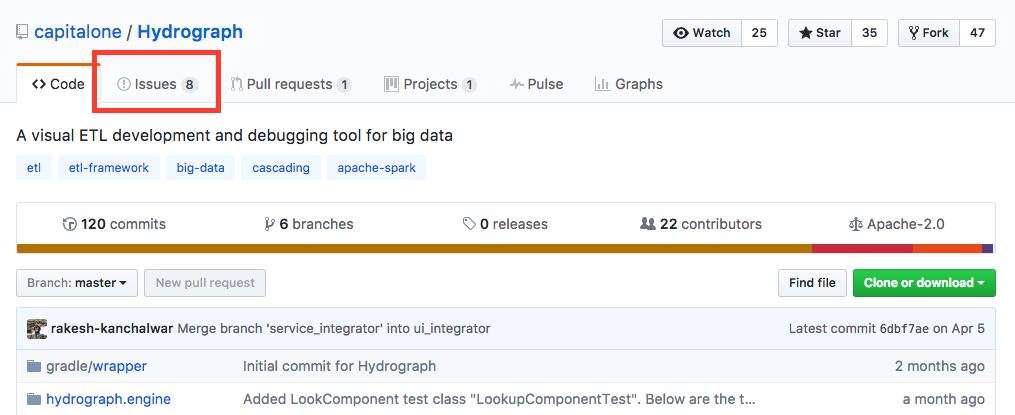 capitalone / Hydrograph
Watch 25 Star 35 Fork 47
Code Issues 8 Pull requests 1 Projects 1 Pulse Graphs
A visual ETL development and debugging tool for big data
etl etl-framework big-data cascading apache-spark
120 commits 6 branches 0 releases 22 contributors Apache-2.0
Branch: master New pull request Find file Clone or download
rakesh-kanchalwar Merge branch 'service_integrator' into ui_integrator Latest commit 6dbf7ae on Apr 5
gradle/wrapper Initial commit for Hydrograph 2 months ago
hydrograph.engine Added LookComponent test class "LookupComponentTest". Below are the t... a month ago